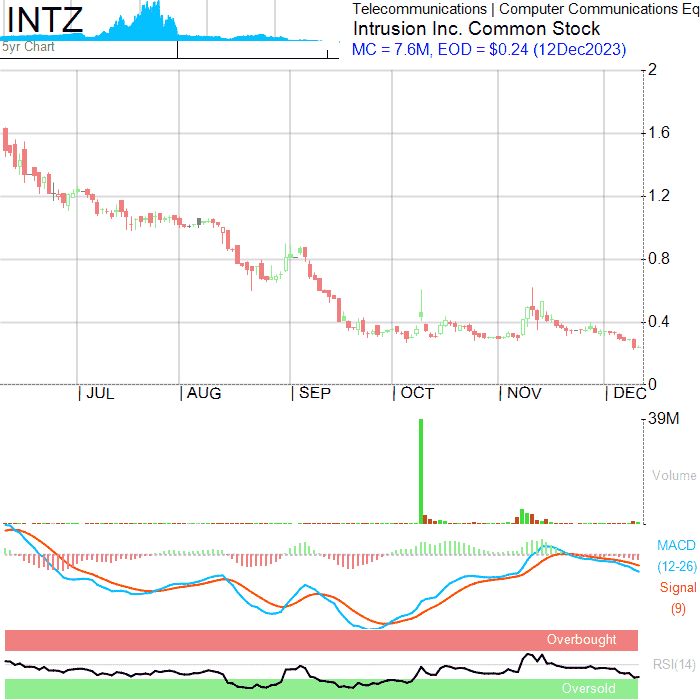 INTZ
5yr Chart
Telecommunications | Computer Communications Eq
Intrusion Inc. Common Stock
MC = 7.6M, EOD = $0.24 (12Dec2023)
2
1.6
1.2
0.8
0.4
0
| JUL | AUG | SEP | OCT | NOV | DEC
39M
Volume
MACD
(12-26)
Signal
(9)
Overbought
RSI(14)
Oversold